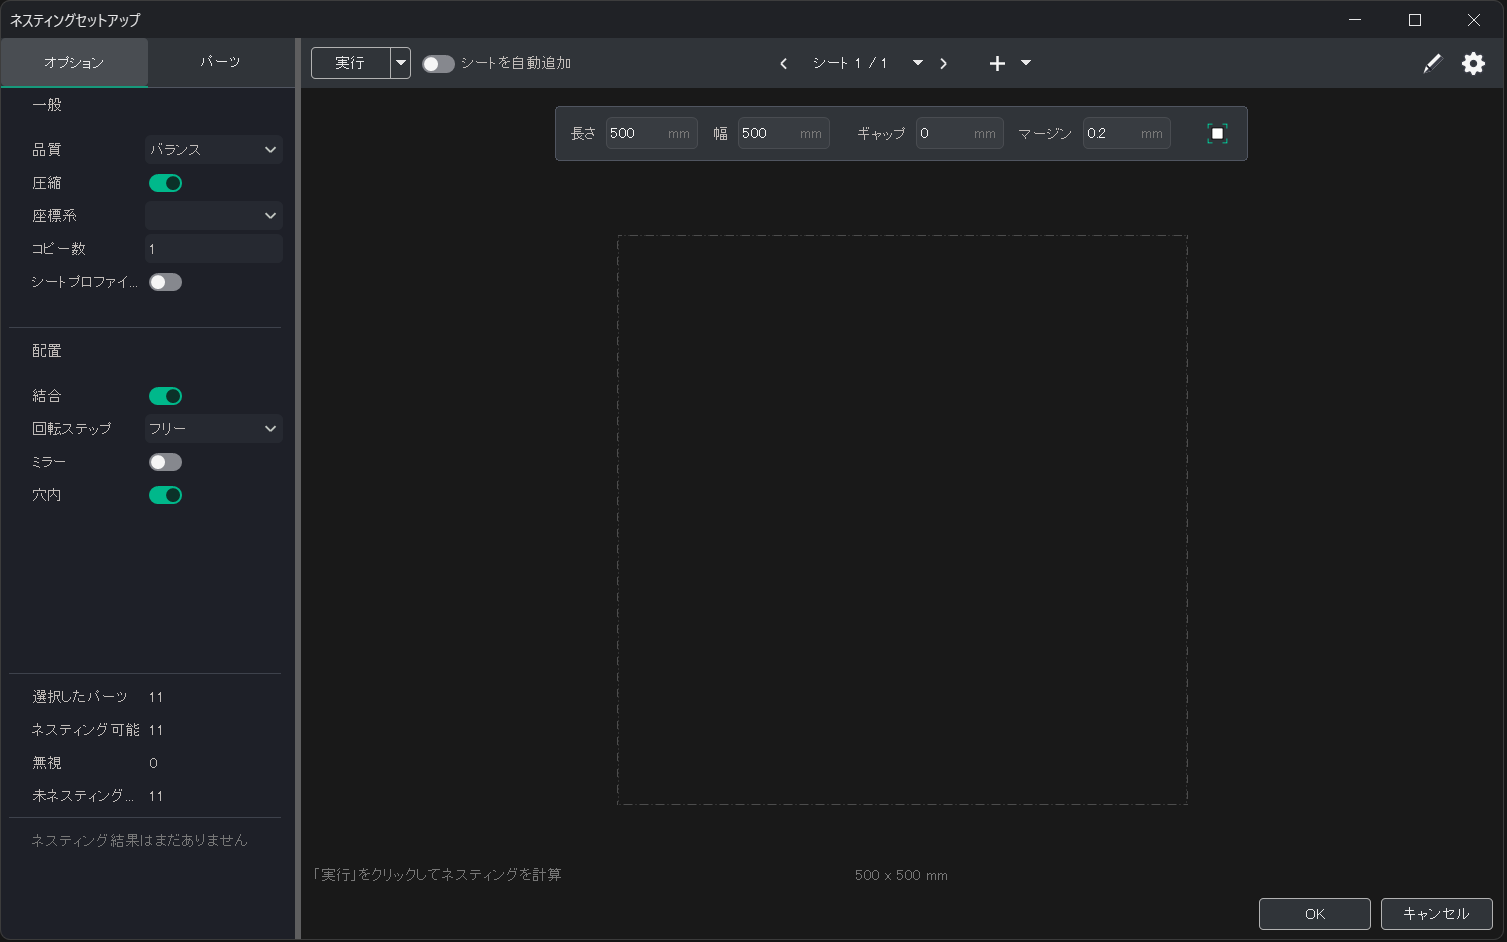 ネスティングセットアップ
オプション
パーツ
実行
シートを自動追加
シート 1 / 1
一般
長さ 500 mm 幅 500 mm ギャップ 0 mm マージン 0.2 mm
品質 バランス
圧縮
座標系
コピー数 1
シートプロファイ...
配置
結合
回転ステップ フリー
ミラー
穴内
選択したパーツ 11
ネスティング可能 11
無視 0
未ネスティング... 11
ネスティング結果はまだありません
「実行」をクリックしてネスティングを計算
500 x 500 mm
OK
キャンセル